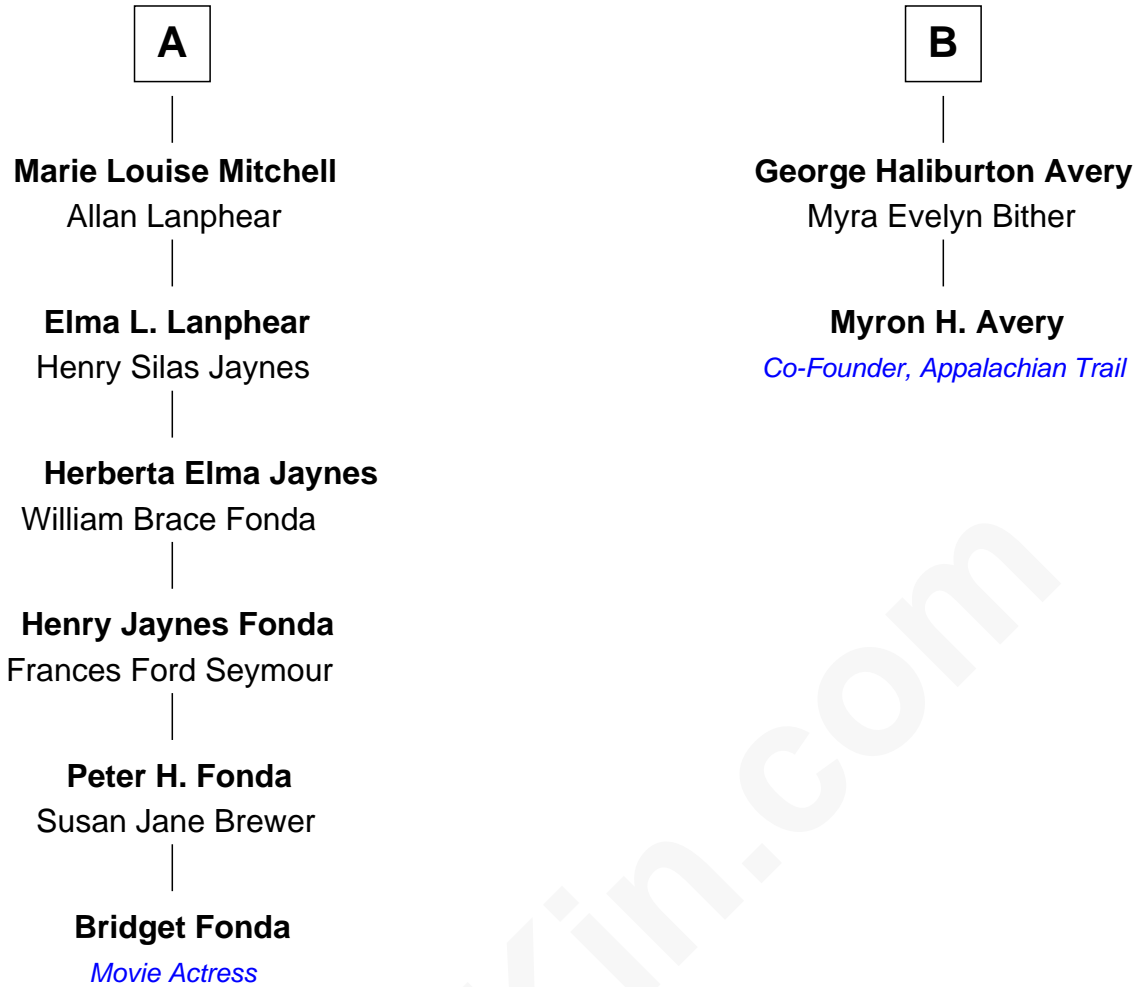 A
Marie Louise Mitchell
Allan Lanphear
Elma L. Lanphear
Henry Silas Jaynes
Herberta Elma Jaynes
William Brace Fonda
Henry Jaynes Fonda
Frances Ford Seymour
Peter H. Fonda
Susan Jane Brewer
Bridget Fonda
Movie Actress
B
George Haliburton Avery
Myra Evelyn Bither
Myron H. Avery
Co-Founder, Appalachian Trail
Kin.com